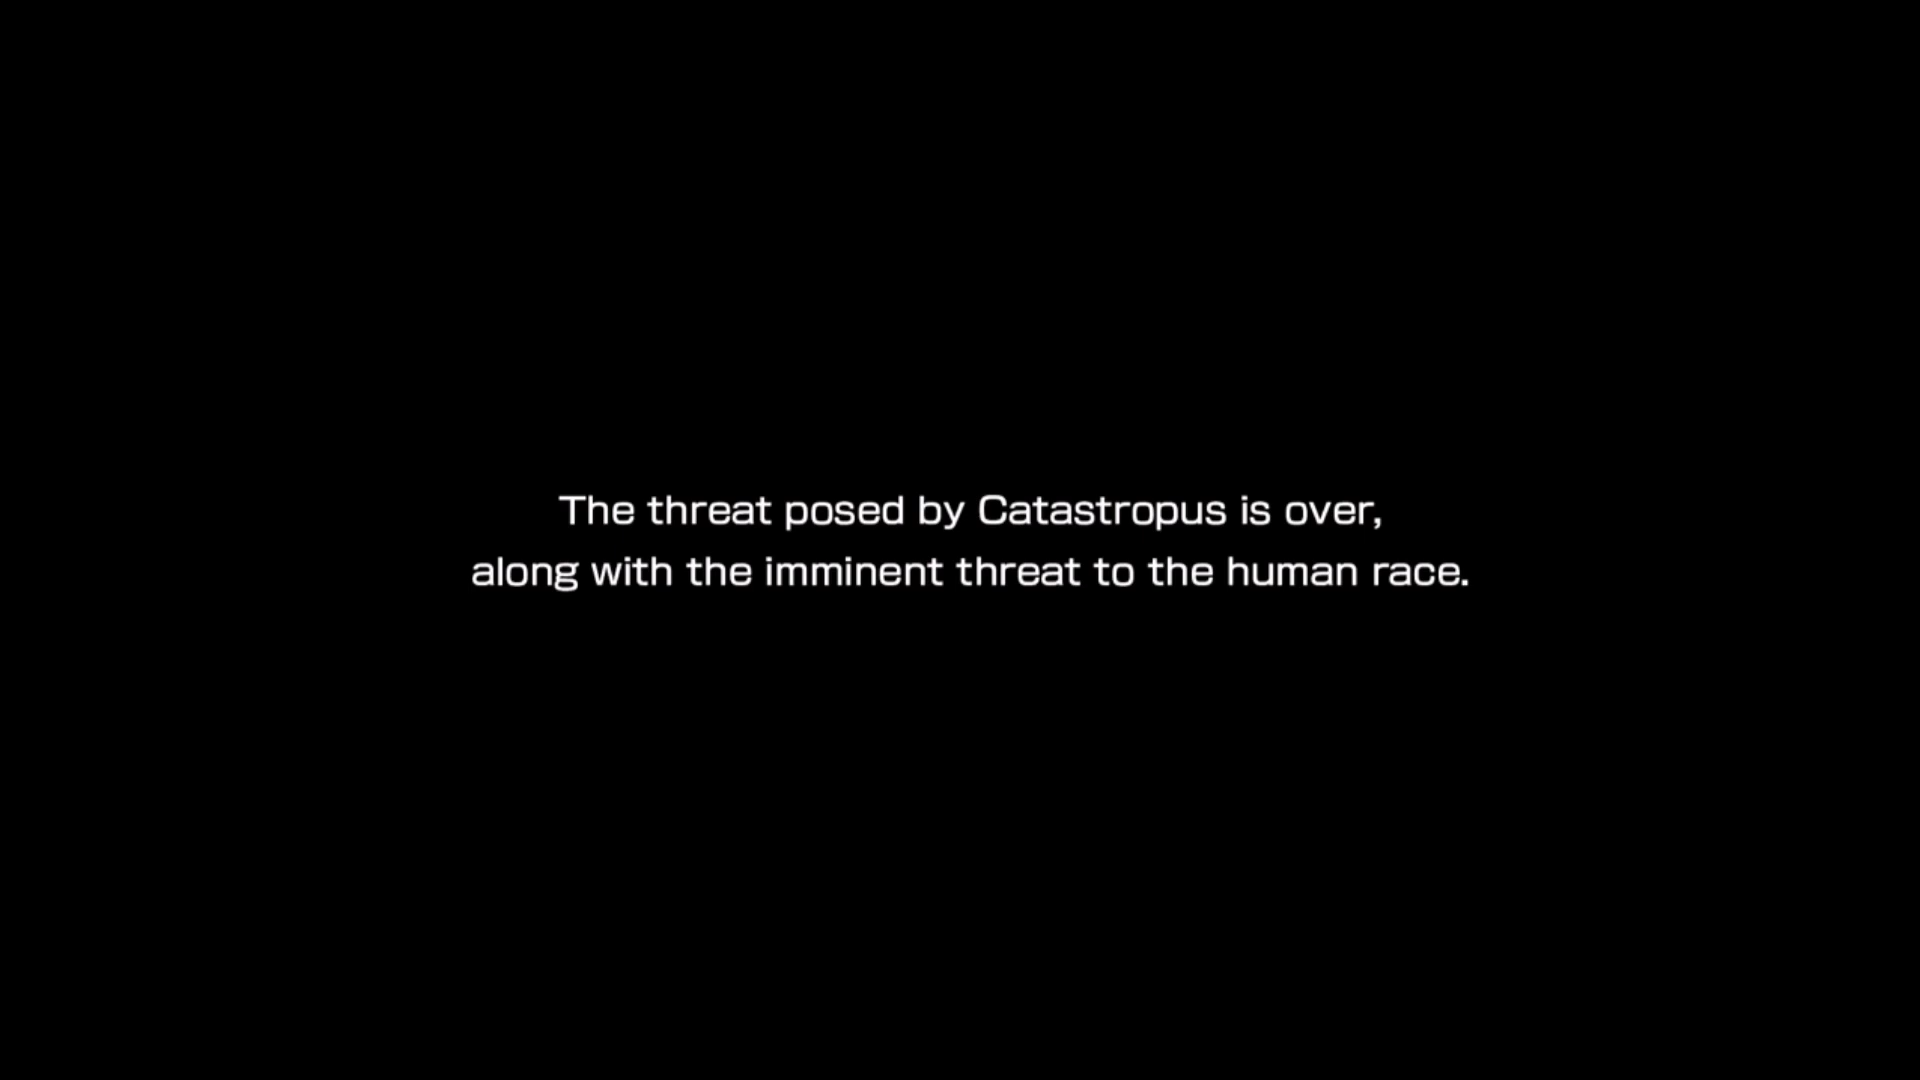 The threat posed by Catastropus is over,
along with the imminent threat to the human race.